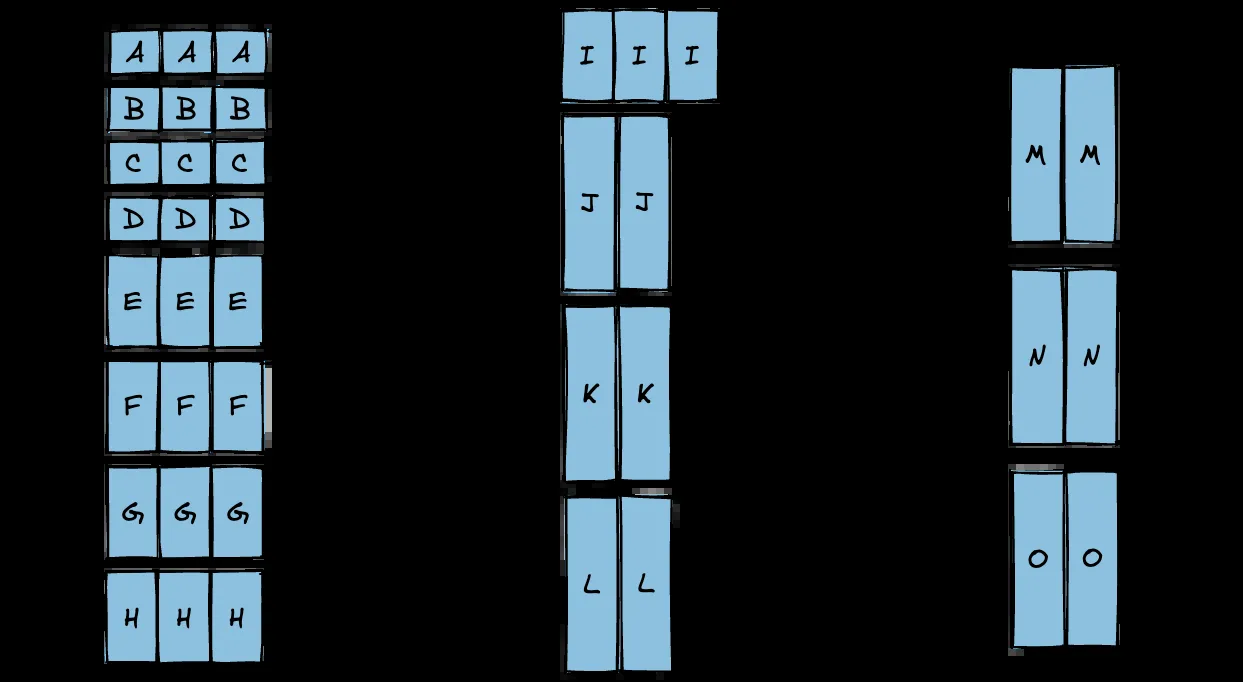 A A A
B B B
C C C
D D D
E E E
F F F
G G G
H H H
I I I
J J
K K
L L
M M
N N
O O